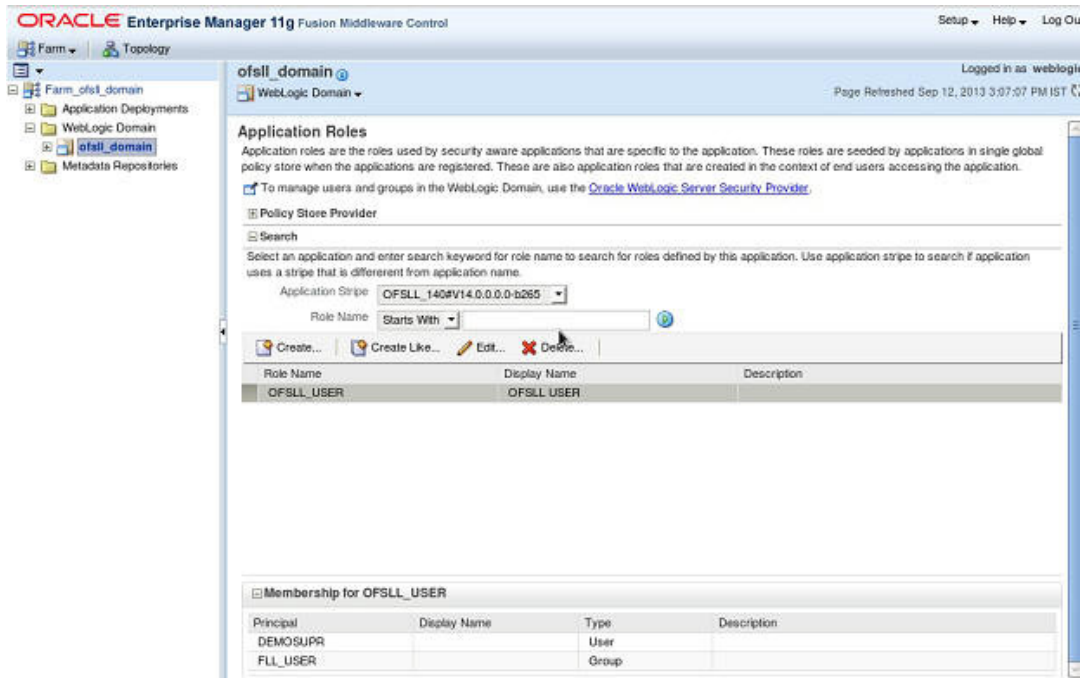 ORACLE Enterprise Manager 11g Fusion Middleware Control
Setup Help Log Ou
Farm Topology
Farm_ofsll_domain
Application Deployments
WebLogic Domain
ofsll_domain
Metadata Repositories
ofsll_domain
Logged in as weblogic
WebLogic Domain
Page Refreshed Sep 12, 2013 3:07:07 PM IST
Application Roles
Application roles are the roles used by security aware applications that are specific to the application. These roles are seeded by applications in single global
policy store when the applications are registered. These are also application roles that are created in the context of end users accessing the application.
To manage users and groups in the WebLogic Domain, use the Oracle WebLogic Server Security Provider.
Policy Store Provider
Search
Select an application and enter search keyword for role name to search for roles defined by this application. Use application stripe to search if application
uses a stripe that is differerent from application name.
Application Stripe OFSLL_140#V14.0.0.0.0-b265
Role Name Starts With
Create... Create Like... Edit... Delete...
Role Name Display Name Description
OFSLL_USER OFSLL USER
Membership for OFSLL_USER
Principal Display Name Type Description
DEMOSUPR User
FLL_USER Group